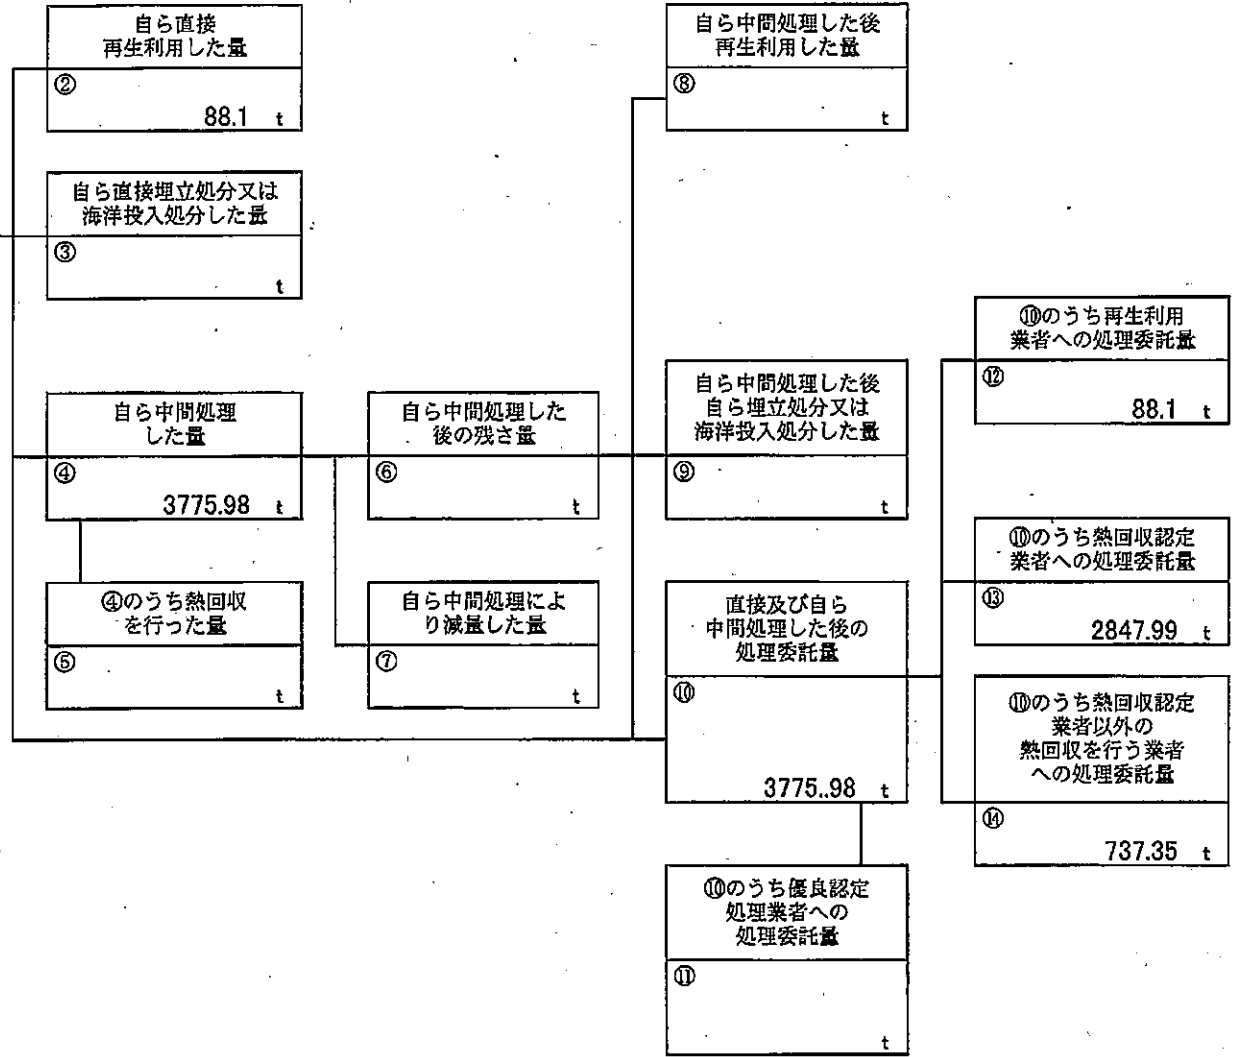 自ら直接
再生利用した量
②
88.1 t
自ら直接埋立処分又は
海洋投入処分した量
③
t
自ら中間処理
した量
④
3775.98 t
④のうち熱回収
を行った量
⑤
t
自ら中間処理した
後の残さ量
⑥
t
自ら中間処理によ
り減量した量
⑦
t
自ら中間処理した後
再生利用した量
⑧
t
自ら中間処理した後
自ら埋立処分又は
海洋投入処分した量
⑨
t
直接及び自ら
中間処理した後の
処理委託量
⑩
3775..98 t
⑩のうち優良認定
処理業者への
処理委託量
⑪
t
⑩のうち再生利用
業者への処理委託量
⑫
88.1 t
⑩のうち熱回収認定
業者への処理委託量
⑬
2847.99 t
⑩のうち熱回収認定
業者以外の
熱回収を行う業者
への処理委託量
⑭
737.35 t